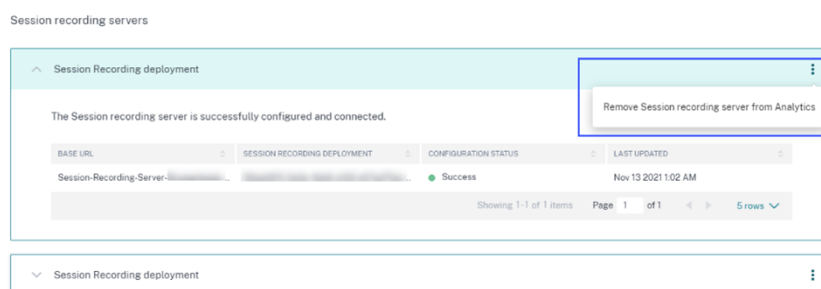 Session recording servers
Session Recording deployment
Remove Session recording server from Analytics
The Session recording server is successfully configured and connected.
BASE URL SESSION RECORDING DEPLOYMENT CONFIGURATION STATUS LAST UPDATED
Session-Recording-Server- Success Nov 13 2021 1:02 AM
Showing 1-1 of 1 items Page 1 of 1 5 rows
Session Recording deployment